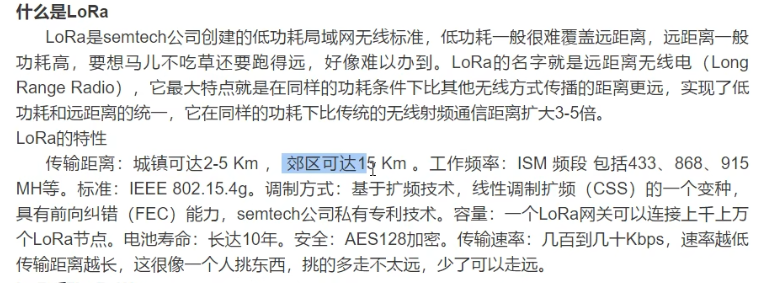 什么是LoRa
LoRa是semtech公司创建的低功耗局域网无线标准，低功耗一般很难覆盖远距离，远距离一般
功耗高，要想马儿不吃草还要跑得远，好像难以办到。LoRa的名字就是远距离无线电（Long
Range Radio），它最大特点就是在同样的功耗条件下比其他无线方式传播的距离更远，实现了低
功耗和远距离的统一，它在同样的功耗下比传统的无线射频通信距离扩大3-5倍。
LoRa的特性
传输距离：城镇可达2-5 Km ， 郊区可达15 Km 。工作频率：ISM 频段 包括433、868、915
MH等。标准：IEEE 802.15.4g。调制方式：基于扩频技术，线性调制扩频（CSS）的一个变种，
具有前向纠错（FEC）能力，semtech公司私有专利技术。容量：一个LoRa网关可以连接上千上万
个LoRa节点。电池寿命：长达10年。安全：AES128加密。传输速率：几百到几十Kbps，速率越低
传输距离越长，这很像一个人挑东西，挑的多走不太远，少了可以走远。